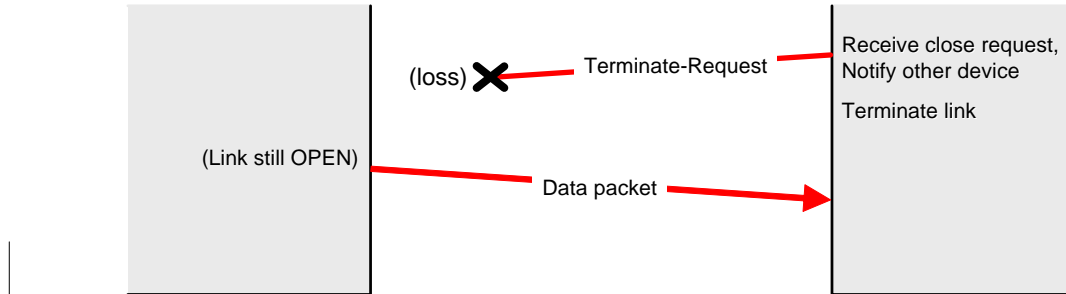 Receive close request,
Notify other device
(loss)
Terminate-Request
Terminate link
(Link still OPEN)
Data packet